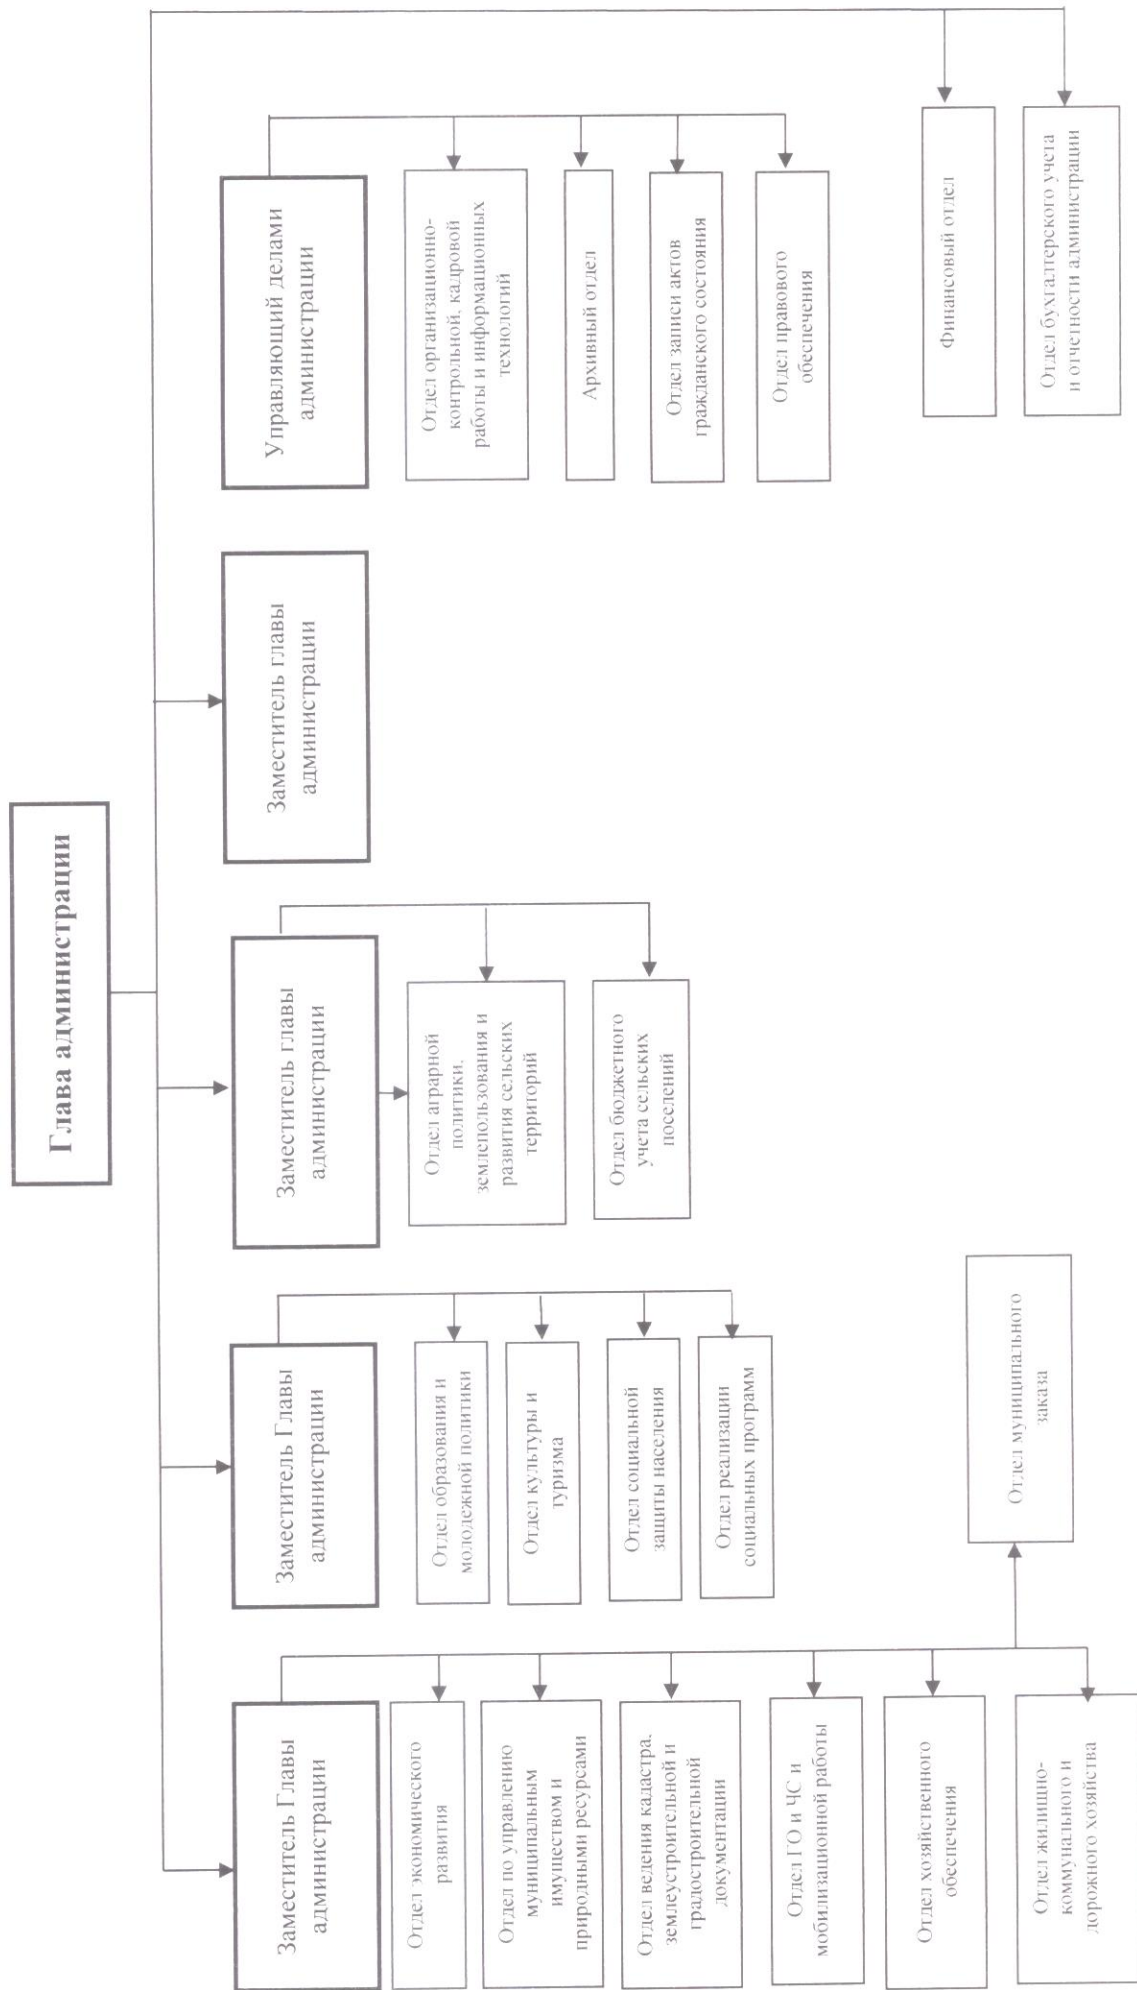 Глава администрации
Заместитель Главы
администрации
Отдел экономического
развития
Отдел по управлению
муниципальным
имуществом и
природными ресурсами
Отдел ведения кадастра.
землеустроительной и
градостроительной
документации
Отдел ГО и ЧС и
мобилизационной работы
Отдел хозяйственного
обеспечения
Отдел жилищно-
коммунального и
дорожного хозяйства
Отдел муниципального
заказа
Заместитель Главы
администрации
Отдел образования и
молодежной политики
Отдел культуры и
туризма
Отдел социальной
защиты населения
Отдел реализации
социальных программ
Заместитель главы
администрации
Отдел аграрной
политики.
землепользования и
развития сельских
территорий
Отдел бюджетного
учета сельских
поселений
Заместитель главы
администрации
Управляющий делами
администрации
Отдел организационно-
контрольной, кадровой
работы и информационных
технологий
Архивный отдел
Отдел записи актов
гражданского состояния
Отдел правового
обеспечения
Финансовый отдел
Отдел бухгалтерского учета
и отчетности администрации